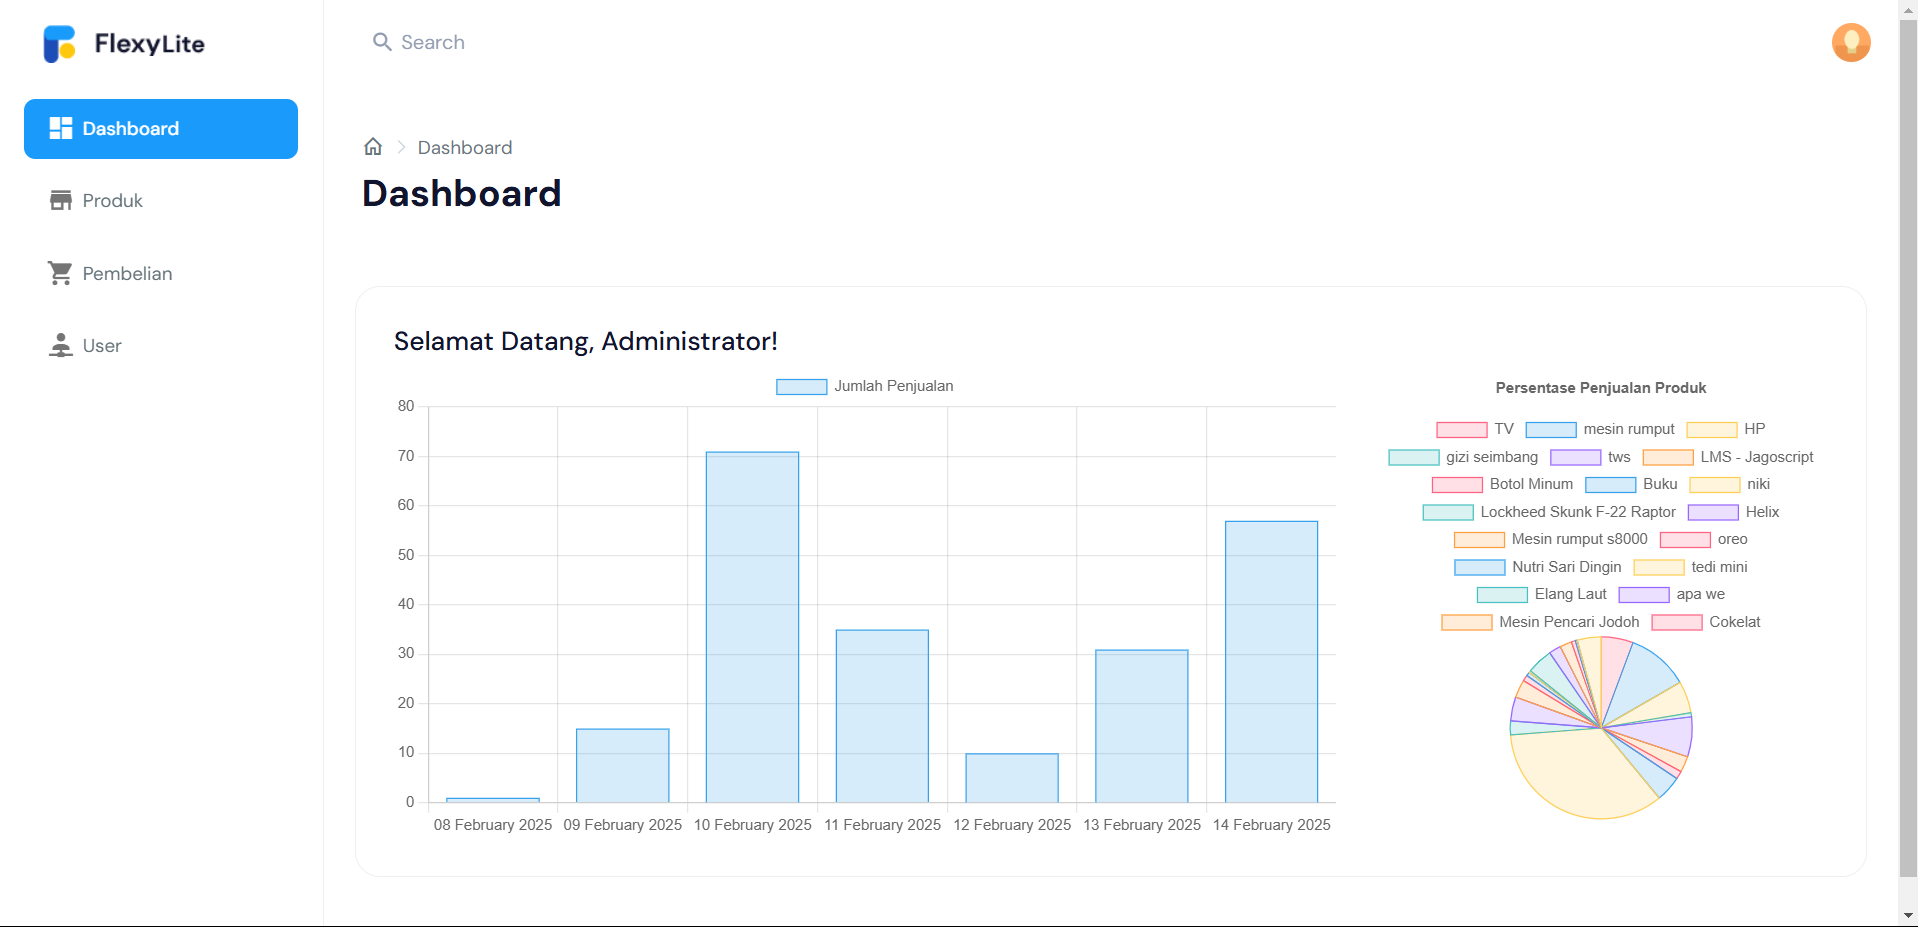 FlexyLite
Search
Dashboard
Produk
Pembelian
User
Dashboard
Dashboard
Selamat Datang, Administrator!
Jumlah Penjualan
80
70
60
50
40
30
20
10
0
08 February 2025 09 February 2025 10 February 2025 11 February 2025 12 February 2025 13 February 2025 14 February 2025
Persentase Penjualan Produk
TV mesin rumput HP
gizi seimbang tws LMS - Jagoscript
Botol Minum Buku niki
Lockheed Skunk F-22 Raptor Helix
Mesin rumput s8000 oreo
Nutri Sari Dingin tedi mini
Elang Laut apa we
Mesin Pencari Jodoh Cokelat